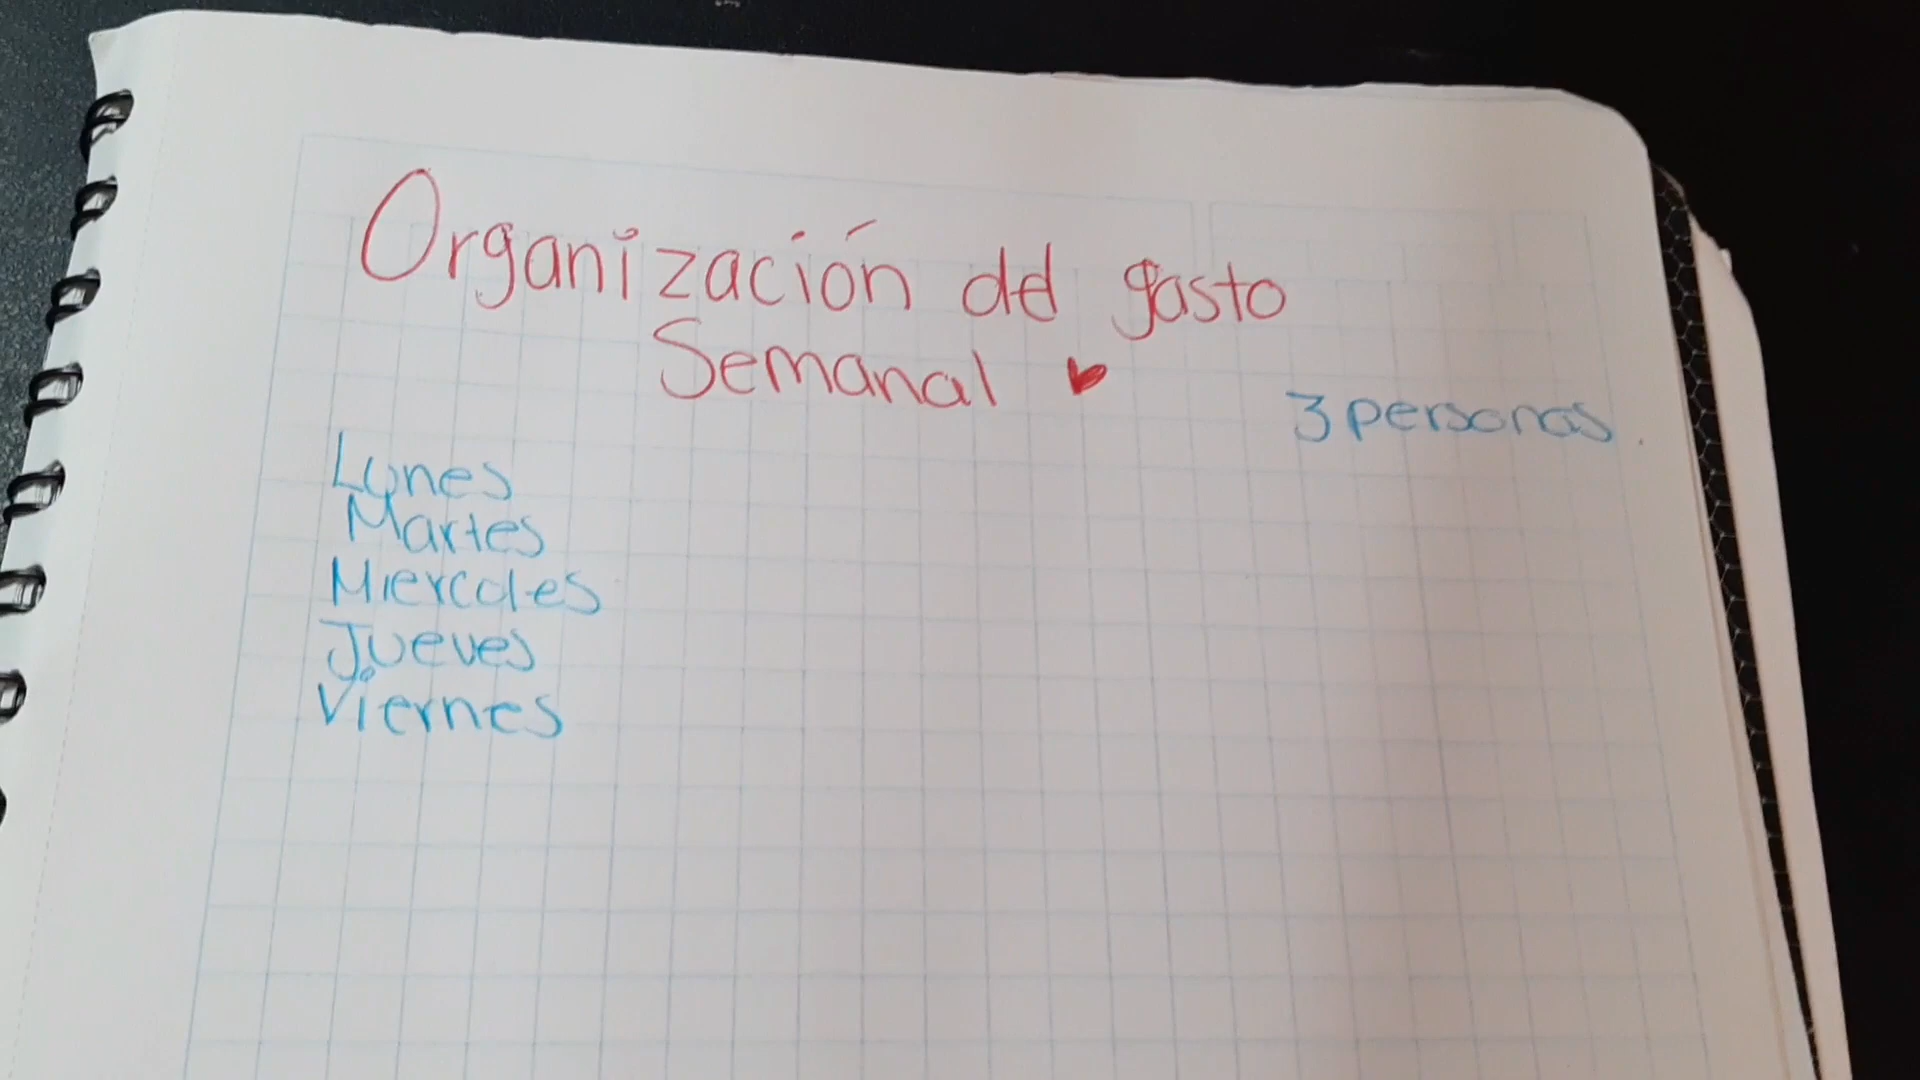 Organización del gasto
Semanal
3 personas
Lunes
Martes
Miercoles
Jueves
Viernes